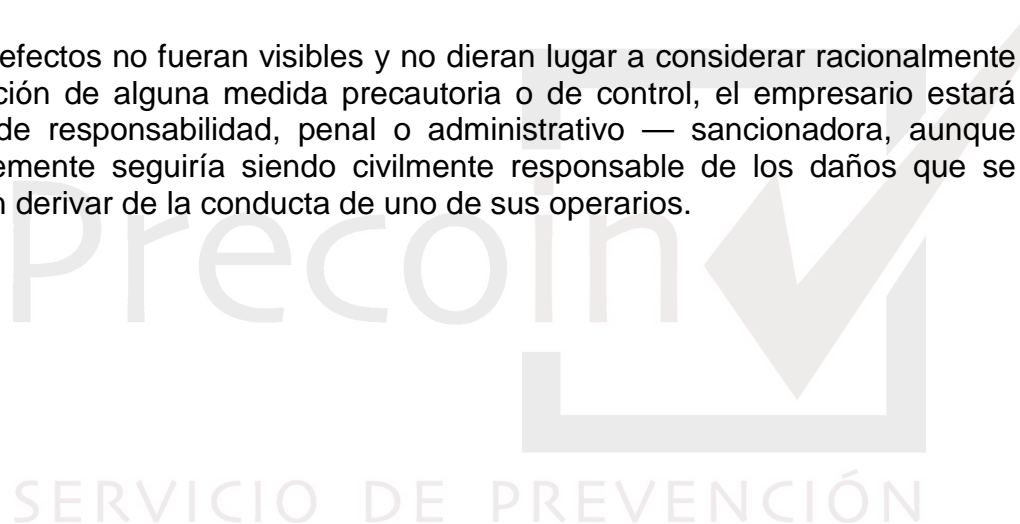 efectos no fueran visibles y no dieran lugar a considerar racionalmente
ción de alguna medida precautoria o de control, el empresario estará
de responsabilidad, penal o administrativo — sancionadora, aunque
emente seguiría siendo civilmente responsable de los daños que se
n derivar de la conducta de uno de sus operarios.
Precoin
SERVICIO DE PREVENCIÓN